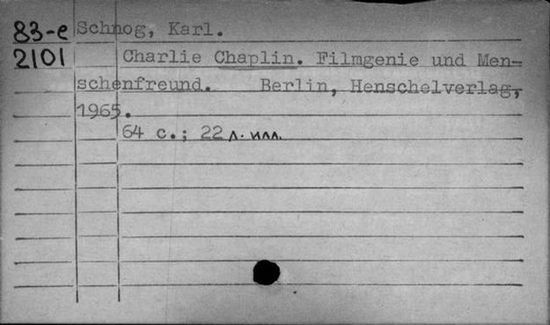 83-е Schnog, Karl.
2101 Charlie Chaplin. Filmgenie und Men-
schenfreund. Berlin, Henschelverlag,
1965.
64 с.; 22 л. илл.